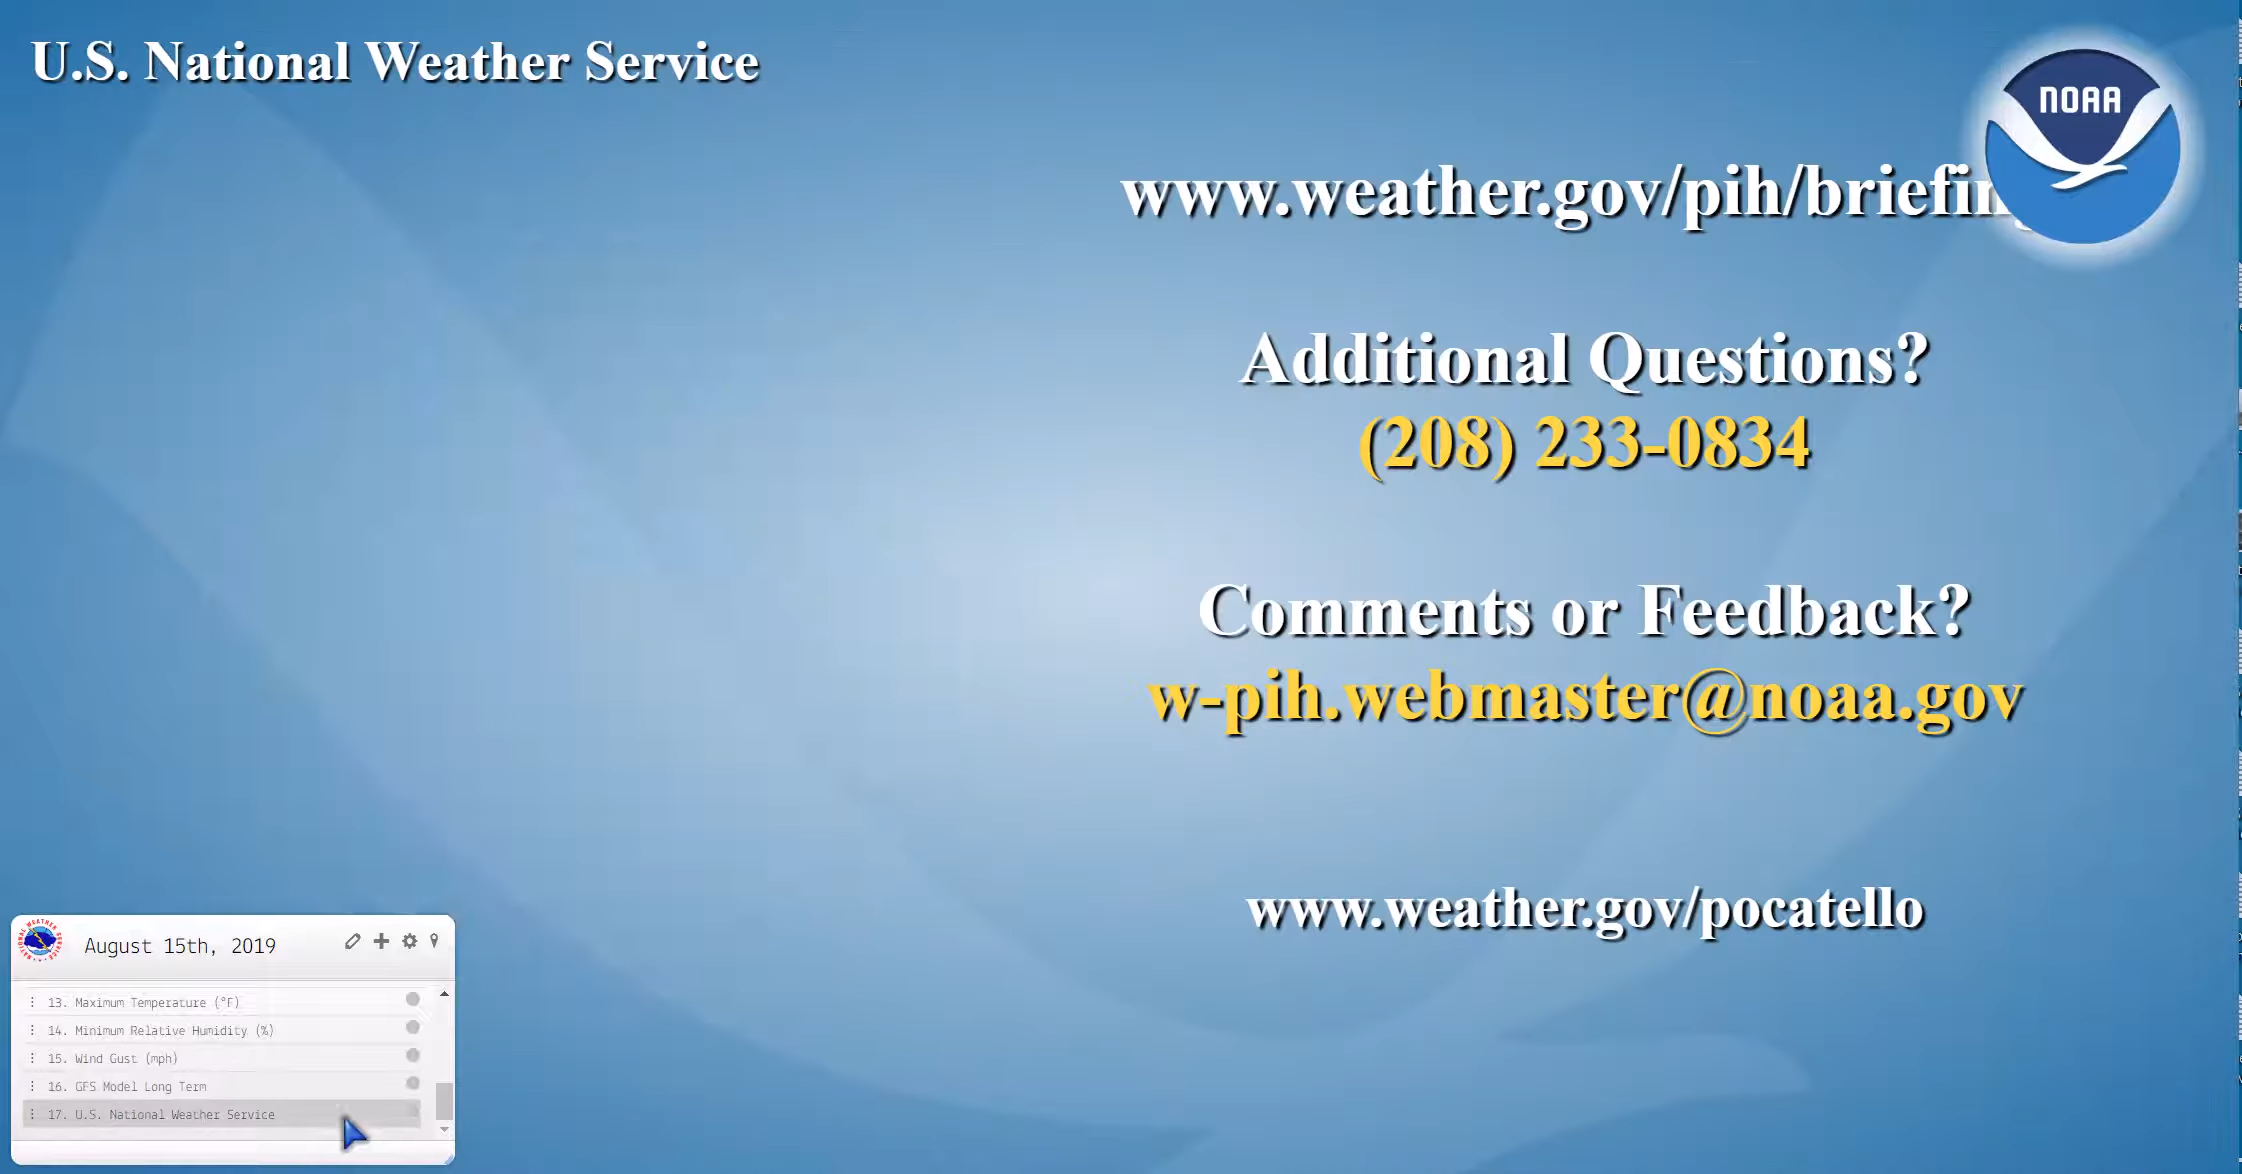 U.S. National Weather Service
NOAA
www.weather.gov/pih/briefin
Additional Questions?
(208) 233-0834
Comments or Feedback?
w-pih.webmaster@noaa.gov
www.weather.gov/pocatello
August 15th, 2019
13. Maximum Temperature (°F)
14. Minimum Relative Humidity (%)
15. Wind Gust (mph)
16. GFS Model Long Term
17. U.S. National Weather Service